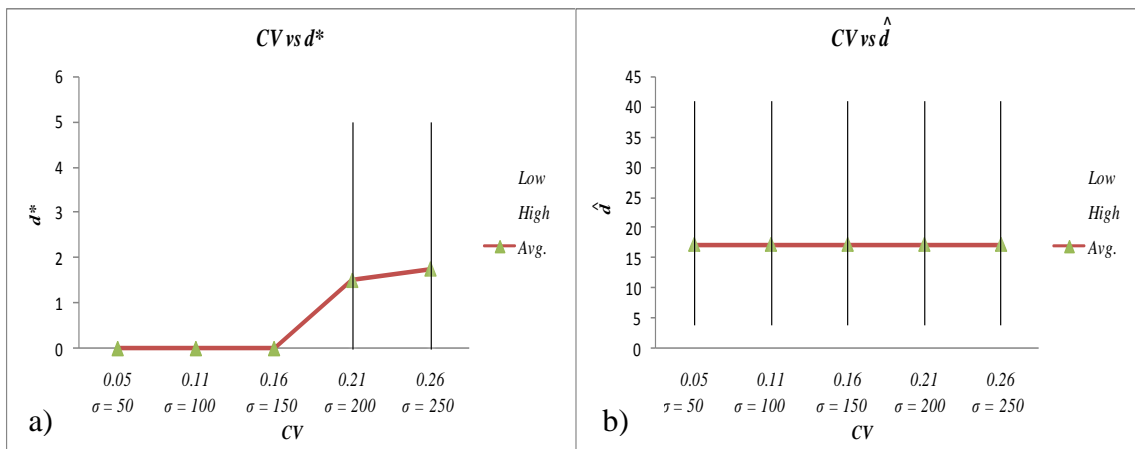 CV vs d*
6
5
4
3
2
1
0
d*
Low
High
Avg.
0.05 0.11 0.16 0.21 0.26
σ = 50 σ = 100 σ = 150 σ = 200 σ = 250
CV
a)
CV vs d̂
45
40
35
30
25
20
15
10
5
0
d̂
Low
High
Avg.
0.05 0.11 0.16 0.21 0.26
σ = 50 σ = 100 σ = 150 σ = 200 σ = 250
CV
b)